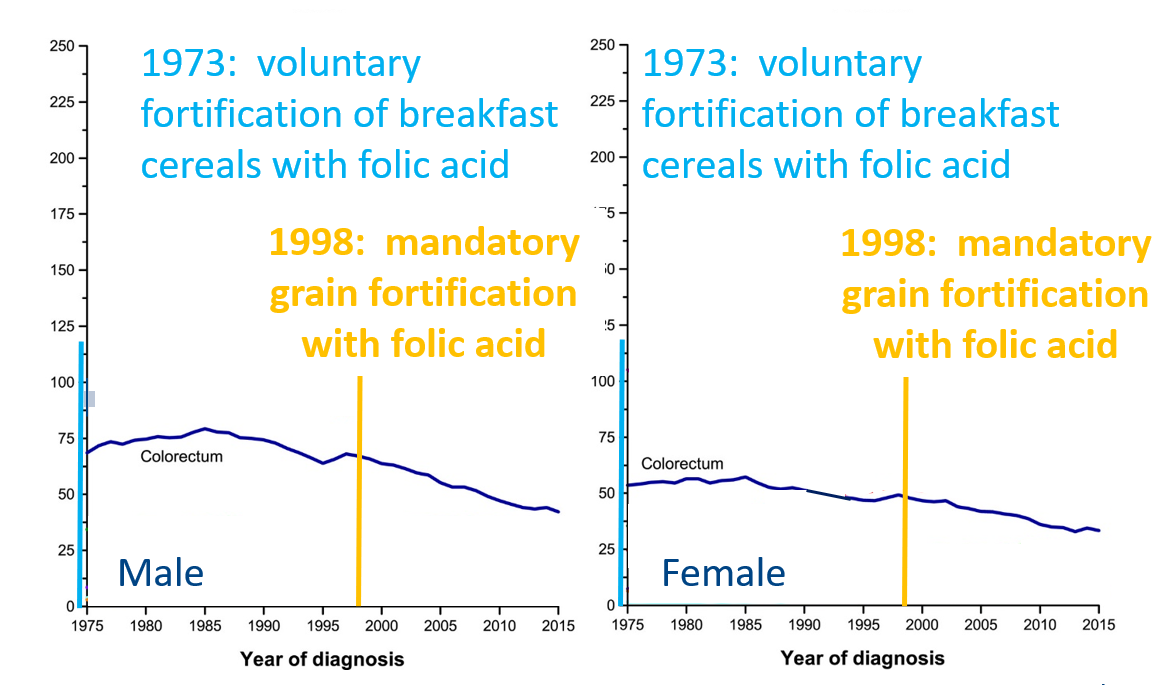 250
1973: voluntary
fortification of breakfast
cereals with folic acid
225
200
175
1998: mandatory
grain fortification
with folic acid
150
125
100
75
Colorectum
50
25
Male
0
1975 1980 1985 1990 1995 2000 2005 2010 2015
Year of diagnosis
250
1973: voluntary
fortification of breakfast
cereals with folic acid
225
200
1998: mandatory
grain fortification
with folic acid
25
100
75
Colorectum
50
25
Female
0
1975 1980 1985 1990 1995 2000 2005 2010 2015
Year of diagnosis